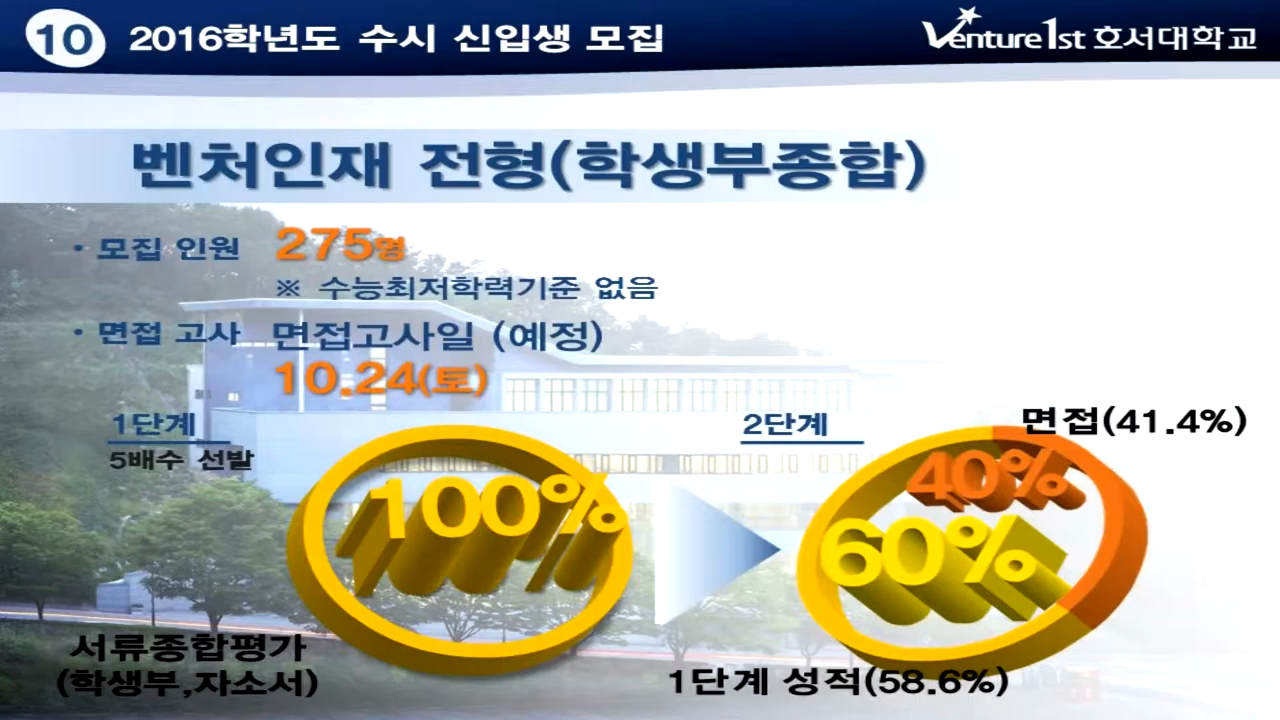 10 2016학년도 수시 신입생 모집
Venture 1st 호서대학교
벤처인재 전형(학생부종합)
· 모집 인원 275명
※ 수능최저학력기준 없음
· 면접 고사 면접고사일 (예정)
10.24(토)
1단계
5배수 선발
100%
서류종합평가
(학생부,자소서)
2단계
면접(41.4%)
40%
60%
1단계 성적(58.6%)